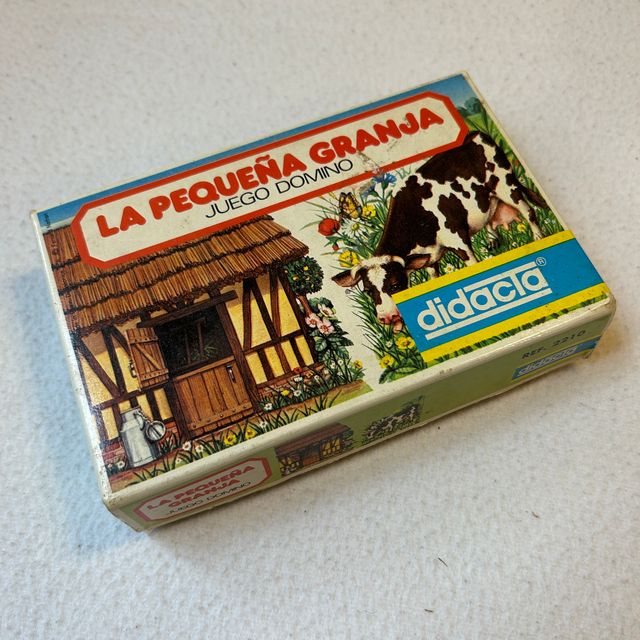 LA PEQUEÑA GRANJA
JUEGO DOMINO
didacta®
REF. 2210
didacta
LA PEQUEÑA
GRANJA
JUEGO DOMINO